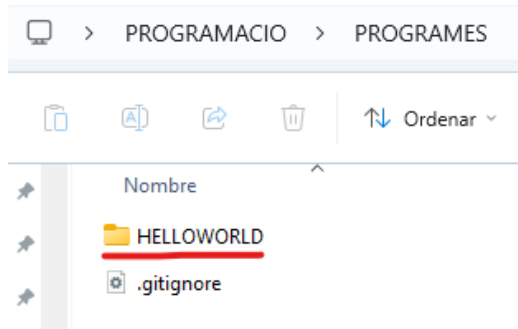 > PROGRAMACIO > PROGRAMES
Ordenar
Nombre
HELLOWORLD
.gitignore